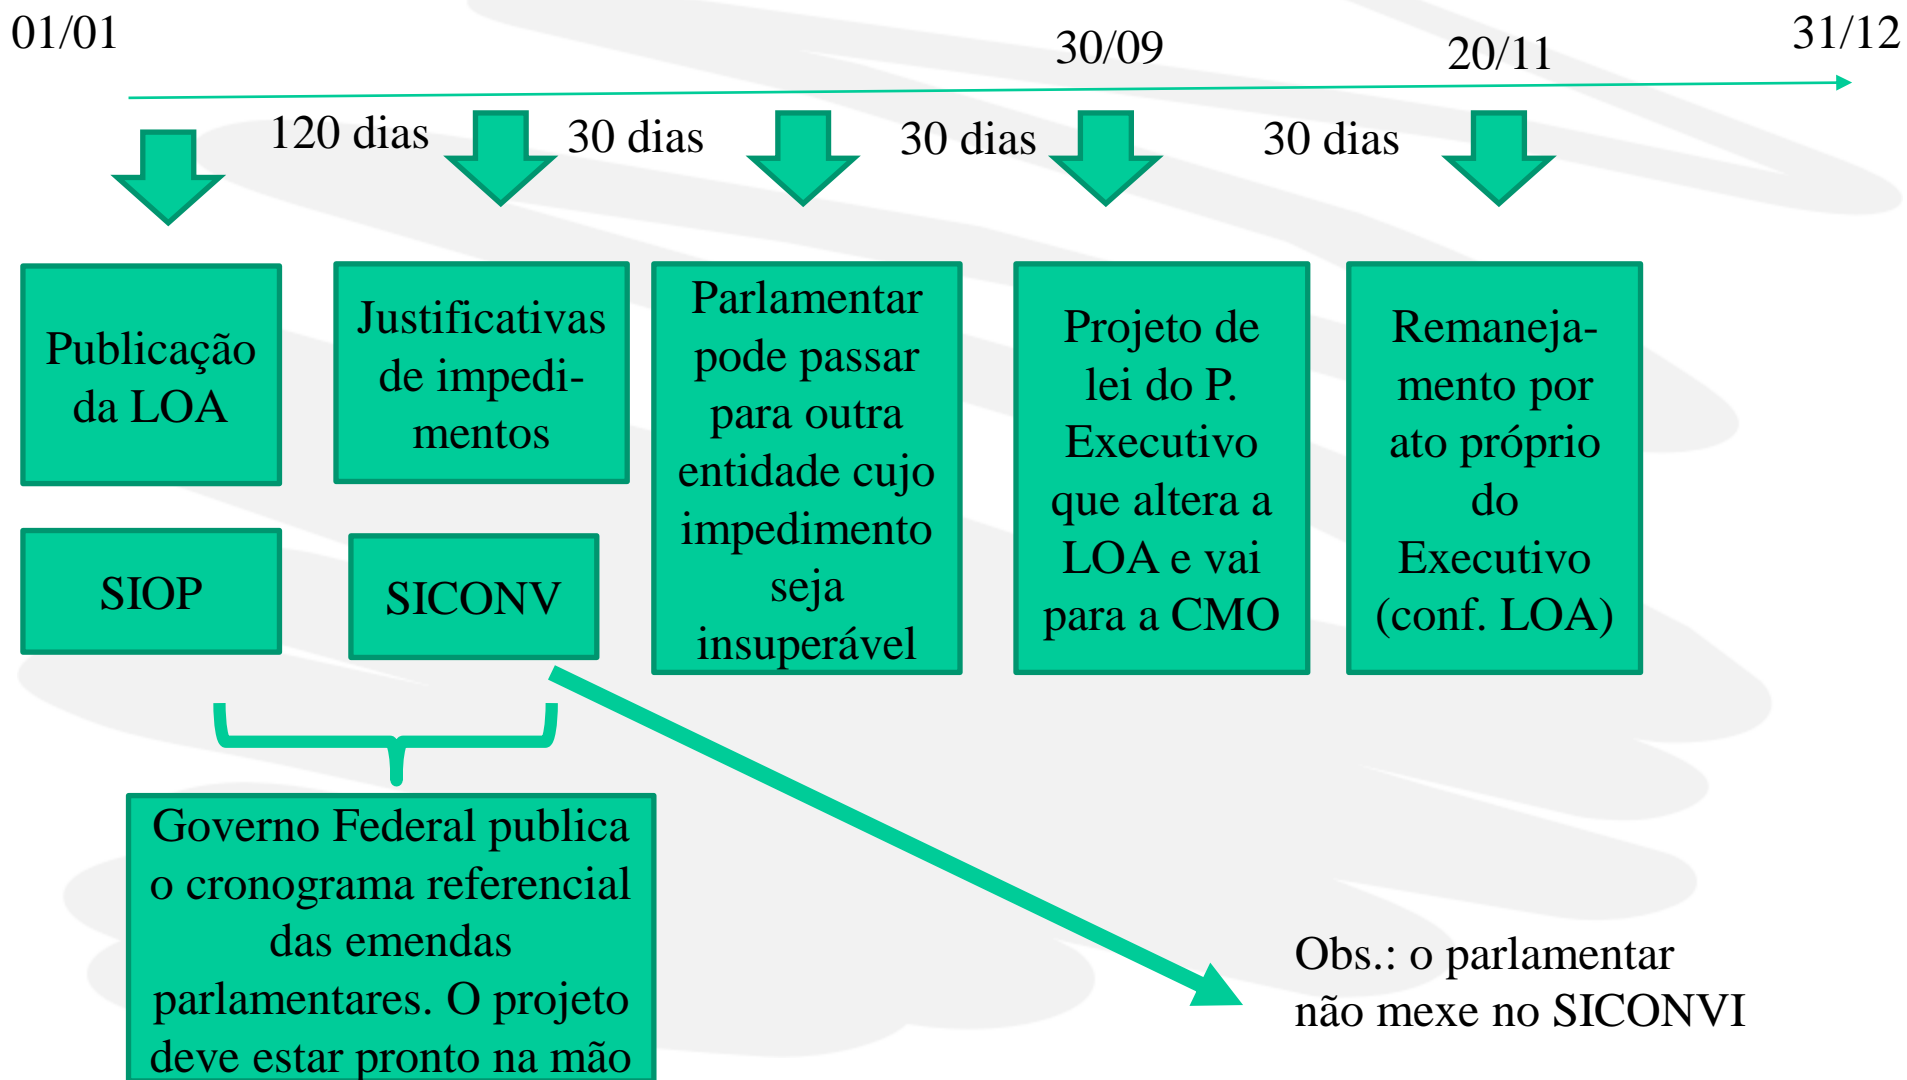 01/01
30/09
20/11
31/12
120 dias
30 dias
30 dias
30 dias
Publicação
da LOA
Justificativas
de impedi-
mentos
Parlamentar
pode passar
para outra
entidade cujo
impedimento
seja
insuperável
Projeto de
lei do P.
Executivo
que altera a
LOA e vai
para a CMO
Remaneja-
mento por
ato próprio
do
Executivo
(conf. LOA)
SIOP
SICONV
Governo Federal publica
o cronograma referencial
das emendas
parlamentares. O projeto
deve estar pronto na mão
Obs.: o parlamentar
não mexe no SICONVI